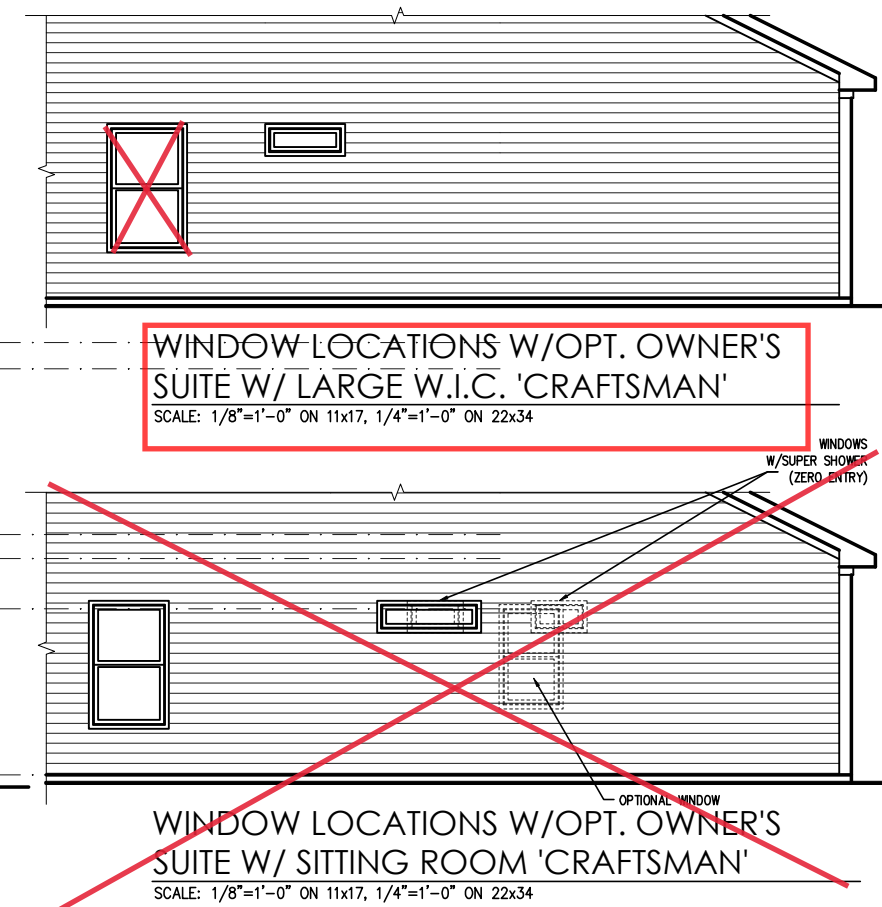 WINDOW LOCATIONS W/OPT. OWNER'S
SUITE W/ LARGE W.I.C. 'CRAFTSMAN'
SCALE: 1/8"=1'-0" ON 11x17, 1/4"=1'-0" ON 22x34
WINDOWS
W/SUPER SHOWER
(ZERO ENTRY)
OPTIONAL WINDOW
WINDOW LOCATIONS W/OPT. OWNER'S
SUITE W/ SITTING ROOM 'CRAFTSMAN'
SCALE: 1/8"=1'-0" ON 11x17, 1/4"=1'-0" ON 22x34